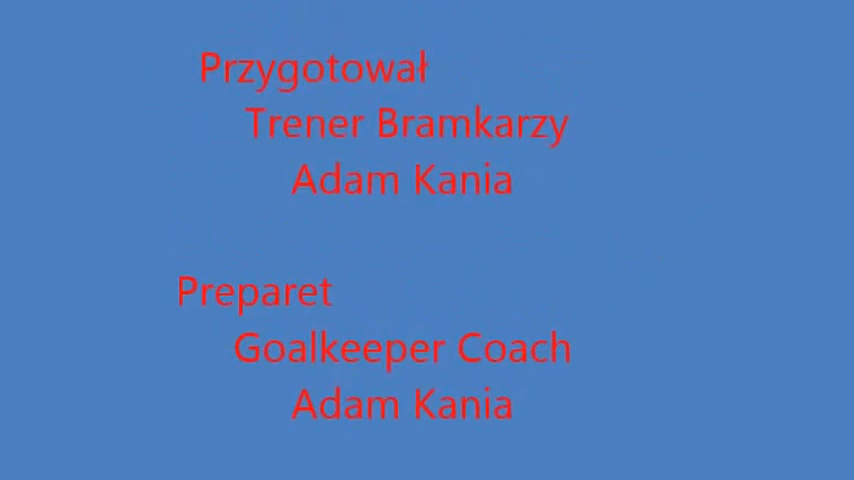 Przygotował
Trener Bramkarzy
Adam Kania
Preparet
Goalkeeper Coach
Adam Kania